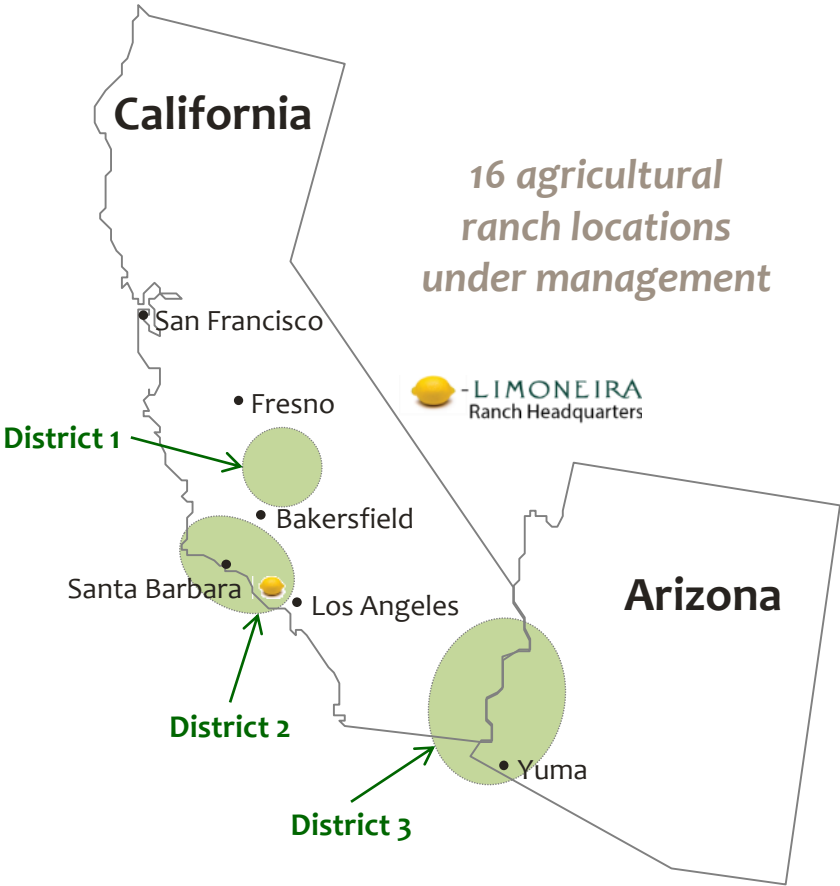 California
16 agricultural
ranch locations
under management
San Francisco
-LIMONEIRA
Ranch Headquarters
Fresno
District 1
Bakersfield
Santa Barbara
Los Angeles
Arizona
District 2
Yuma
District 3